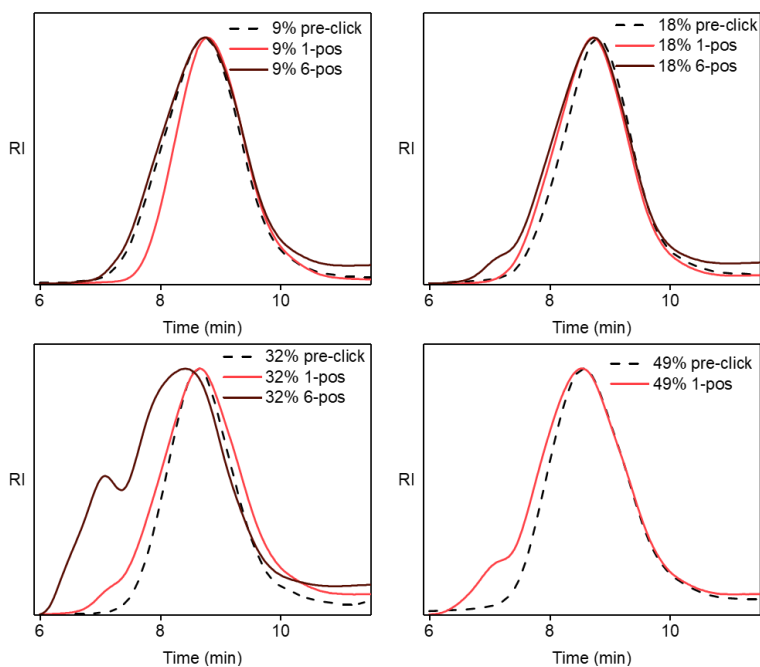 9% pre-click
9% 1-pos
9% 6-pos
RI
6 8 10
Time (min)
18% pre-click
18% 1-pos
18% 6-pos
RI
6 8 10
Time (min)
32% pre-click
32% 1-pos
32% 6-pos
RI
6 8 10
Time (min)
49% pre-click
49% 1-pos
RI
6 8 10
Time (min)